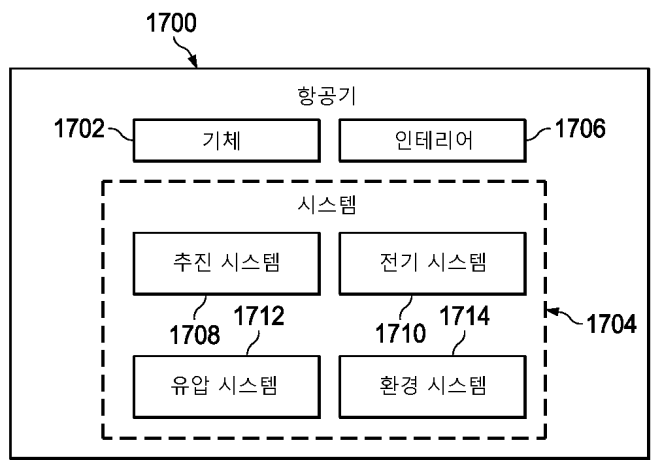 1700
항공기
1702
기체
인테리어
1706
시스템
추진 시스템
전기 시스템
1708
1712
1710
1714
1704
유압 시스템
환경 시스템